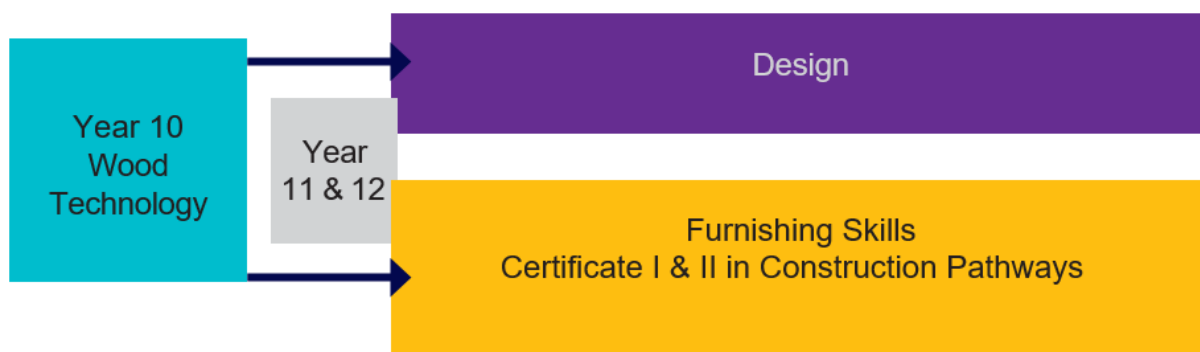 Year 10
Wood
Technology
Year
11 & 12
Design
Furnishing Skills
Certificate I & II in Construction Pathways